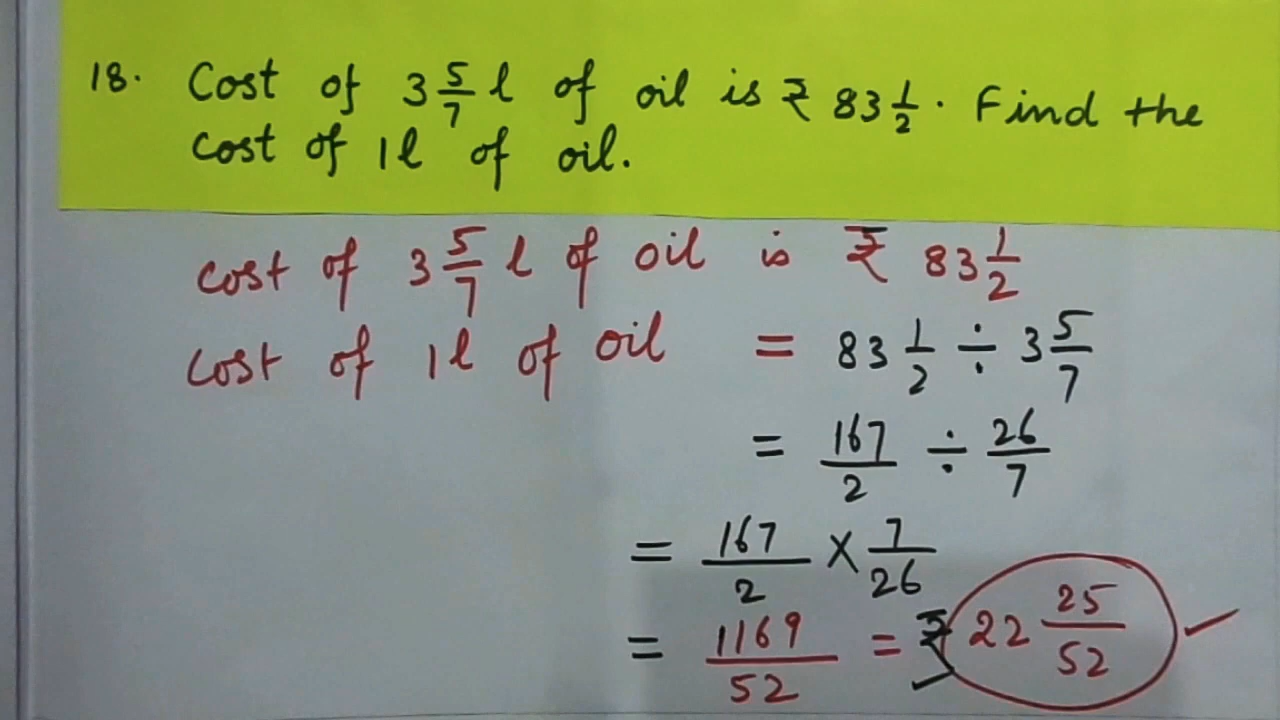 18. Cost of 3 5/7 l of oil is ₹ 83 1/2. Find the
cost of 1l of oil.
cost of 3 5/7 l of oil is ₹ 83 1/2
cost of 1l of oil = 83 1/2 ÷ 3 5/7
= 167/2 ÷ 26/7
= 167/2 × 7/26
= 1169/52 = ₹ 22 25/52 ✓